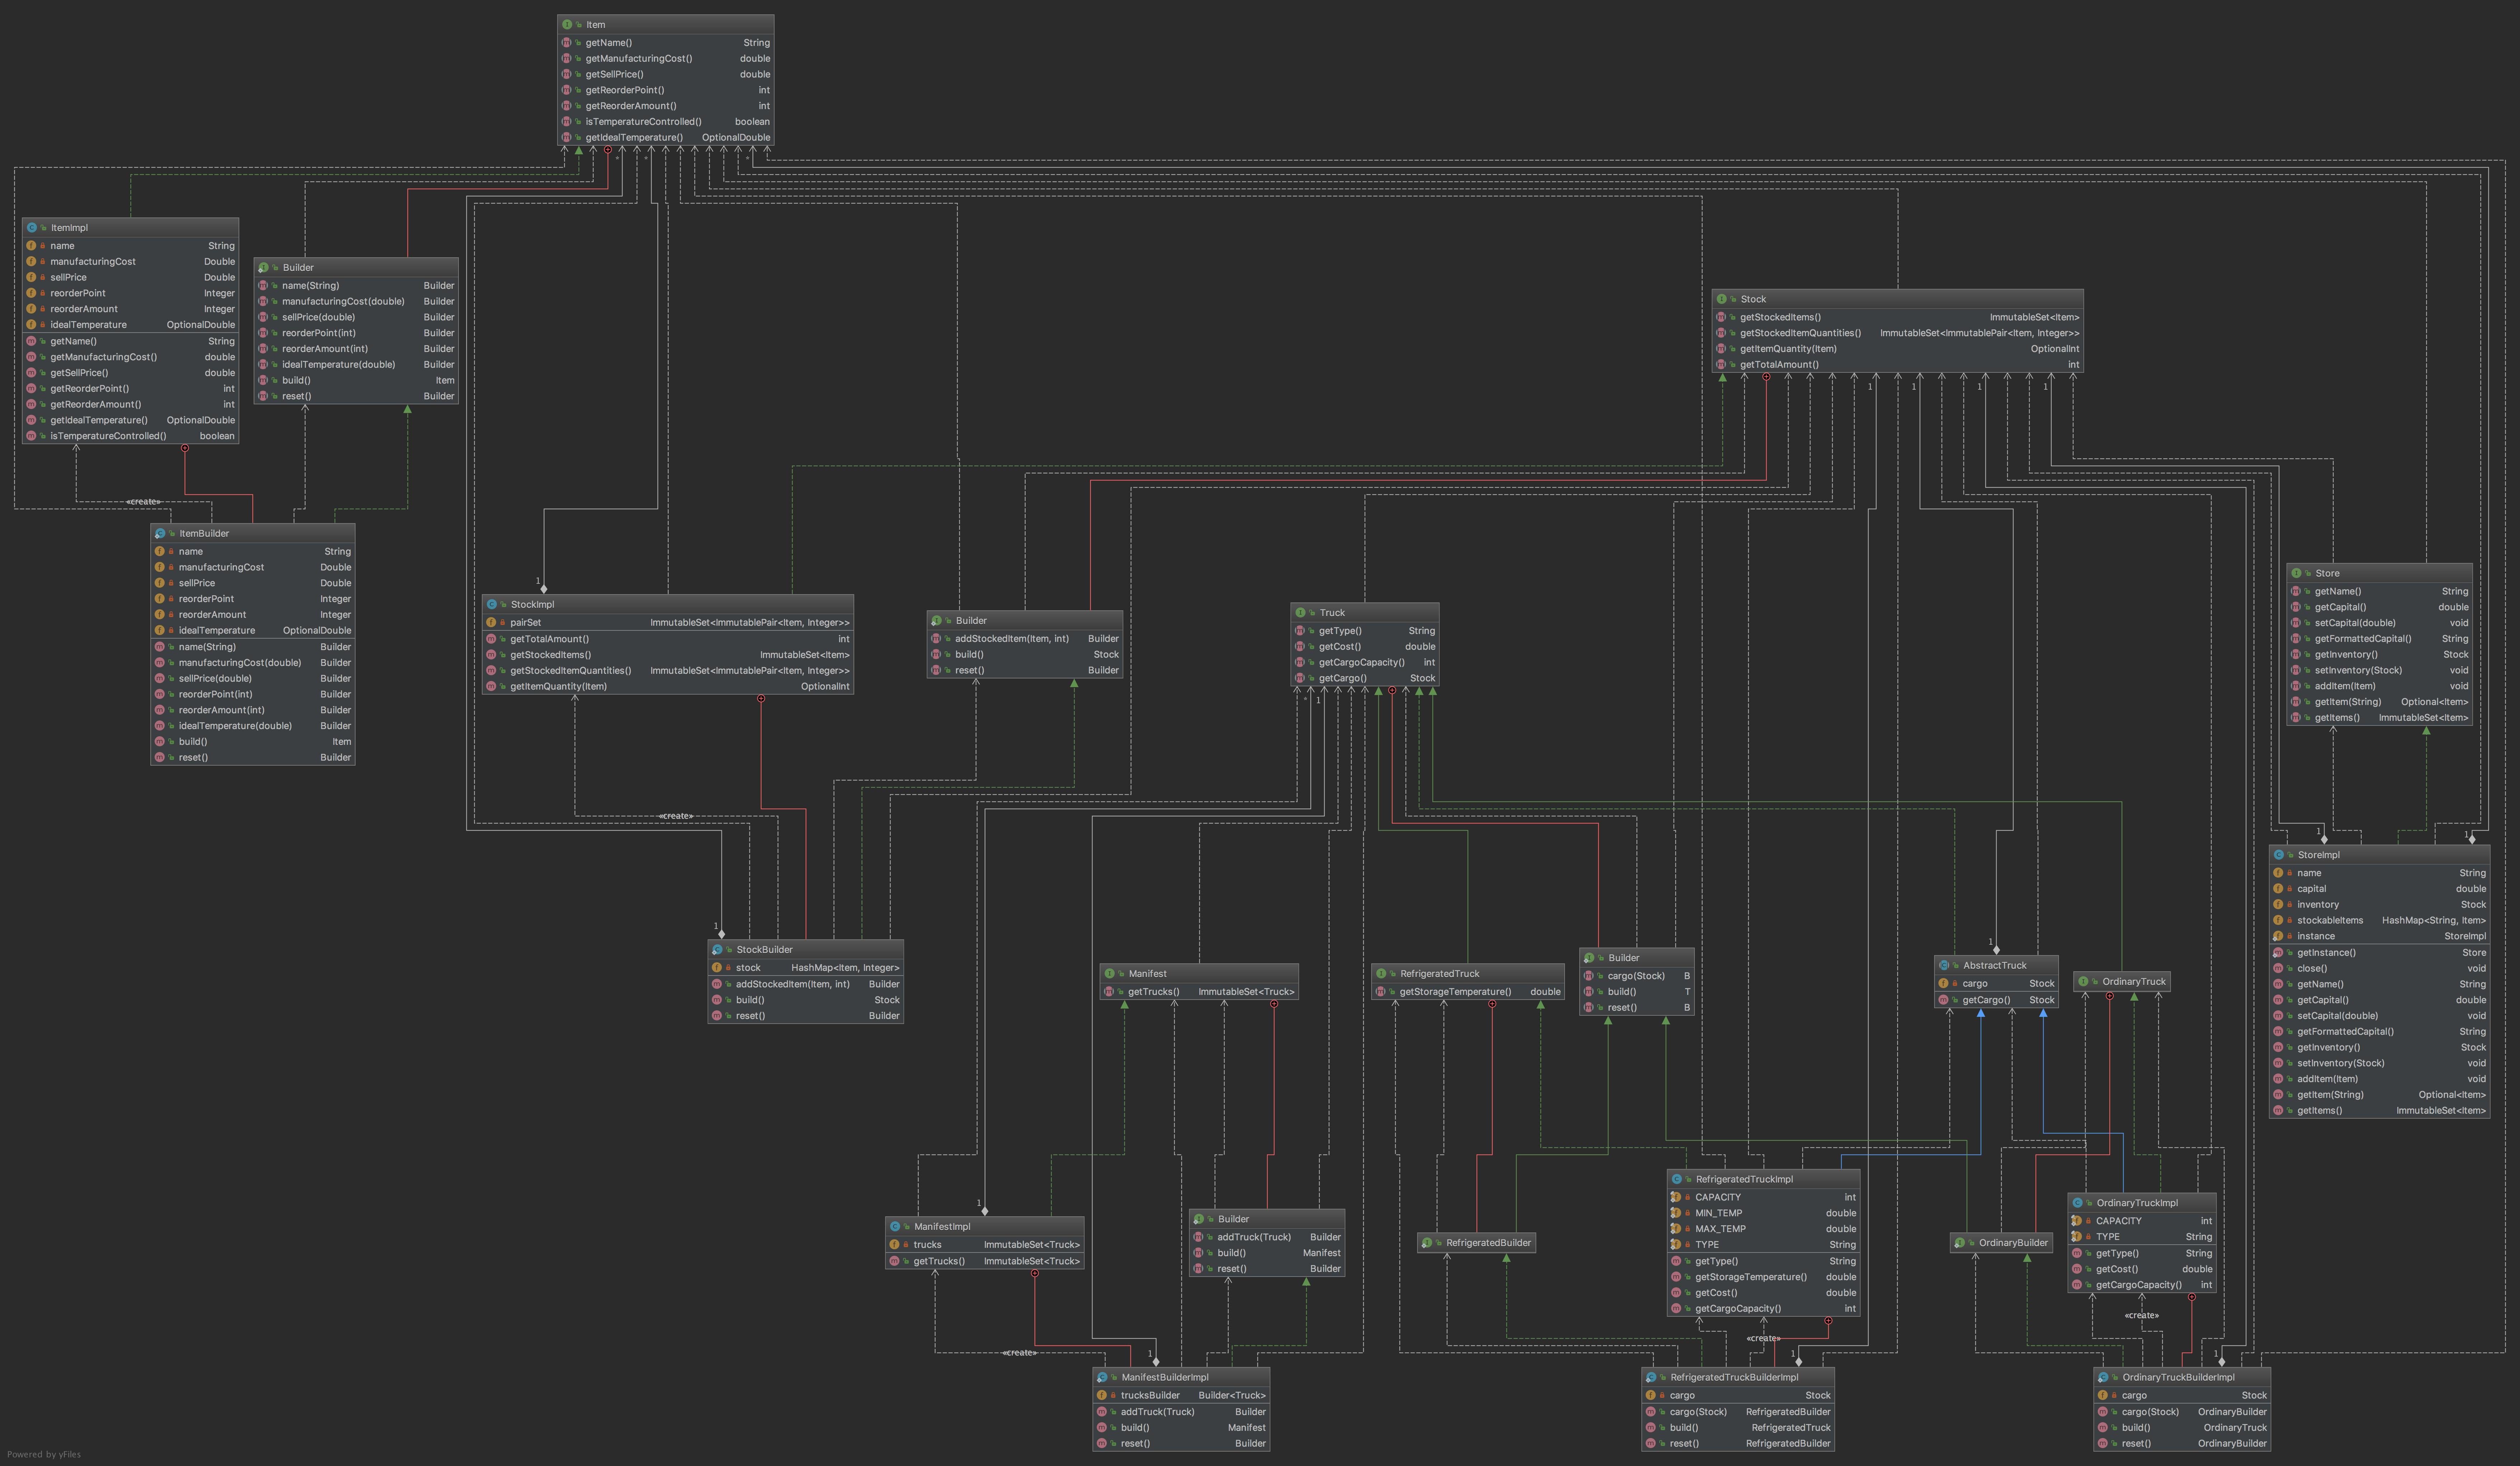 Item
getName() String
getManufacturingCost() double
getSellPrice() double
getReorderPoint() int
getReorderAmount() int
isTemperatureControlled() boolean
getIdealTemperature() OptionalDouble
* * *
ItemImpl
name String
manufacturingCost Double
sellPrice Double
reorderPoint Integer
reorderAmount Integer
idealTemperature OptionalDouble
getName() String
getManufacturingCost() double
getSellPrice() double
getReorderPoint() int
getReorderAmount() int
getIdealTemperature() OptionalDouble
isTemperatureControlled() boolean
Builder
name(String) Builder
manufacturingCost(double) Builder
sellPrice(double) Builder
reorderPoint(int) Builder
reorderAmount(int) Builder
idealTemperature(double) Builder
build() Item
reset() Builder
Stock
getStockedItems() ImmutableSet<Item>
getStockedItemQuantities() ImmutableSet<ImmutablePair<Item, Integer>>
getItemQuantity(Item) OptionalInt
getTotalAmount() int
1 1 1 1
«create»
ItemBuilder
name String
manufacturingCost Double
sellPrice Double
reorderPoint Integer
reorderAmount Integer
idealTemperature OptionalDouble
name(String) Builder
manufacturingCost(double) Builder
sellPrice(double) Builder
reorderPoint(int) Builder
reorderAmount(int) Builder
idealTemperature(double) Builder
build() Item
reset() Builder
1
StockImpl
pairSet ImmutableSet<ImmutablePair<Item, Integer>>
getTotalAmount() int
getStockedItems() ImmutableSet<Item>
getStockedItemQuantities() ImmutableSet<ImmutablePair<Item, Integer>>
getItemQuantity(Item) OptionalInt
Builder
addStockedItem(Item, int) Builder
build() Stock
reset() Builder
Truck
getType() String
getCost() double
getCargoCapacity() int
getCargo() Stock
* 1
Store
getName() String
getCapital() double
setCapital(double) void
getFormattedCapital() String
getInventory() Stock
setInventory(Stock) void
addItem(Item) void
getItem(String) Optional<Item>
getItems() ImmutableSet<Item>
«create»
1 1
StoreImpl
name String
capital double
inventory Stock
stockableItems HashMap<String, Item>
instance StoreImpl
getInstance() Store
close() void
getName() String
getCapital() double
setCapital(double) void
getFormattedCapital() String
getInventory() Stock
setInventory(Stock) void
addItem(Item) void
getItem(String) Optional<Item>
getItems() ImmutableSet<Item>
1
StockBuilder
stock HashMap<Item, Integer>
addStockedItem(Item, int) Builder
build() Stock
reset() Builder
Manifest
getTrucks() ImmutableSet<Truck>
RefrigeratedTruck
getStorageTemperature() double
Builder
cargo(Stock) B
build() T
reset() B
1
AbstractTruck
cargo Stock
getCargo() Stock
OrdinaryTruck
1
ManifestImpl
trucks ImmutableSet<Truck>
getTrucks() ImmutableSet<Truck>
Builder
addTruck(Truck) Builder
build() Manifest
reset() Builder
RefrigeratedBuilder
RefrigeratedTruckImpl
CAPACITY int
MIN_TEMP double
MAX_TEMP double
TYPE String
getType() String
getStorageTemperature() double
getCost() double
getCargoCapacity() int
OrdinaryBuilder
OrdinaryTruckImpl
CAPACITY int
TYPE String
getType() String
getCost() double
getCargoCapacity() int
«create»
«create»
«create»
1
ManifestBuilderImpl
trucksBuilder Builder<Truck>
addTruck(Truck) Builder
build() Manifest
reset() Builder
1
RefrigeratedTruckBuilderImpl
cargo Stock
cargo(Stock) RefrigeratedBuilder
build() RefrigeratedTruck
reset() RefrigeratedBuilder
1
OrdinaryTruckBuilderImpl
cargo Stock
cargo(Stock) OrdinaryBuilder
build() OrdinaryTruck
reset() OrdinaryBuilder
Powered by yFiles